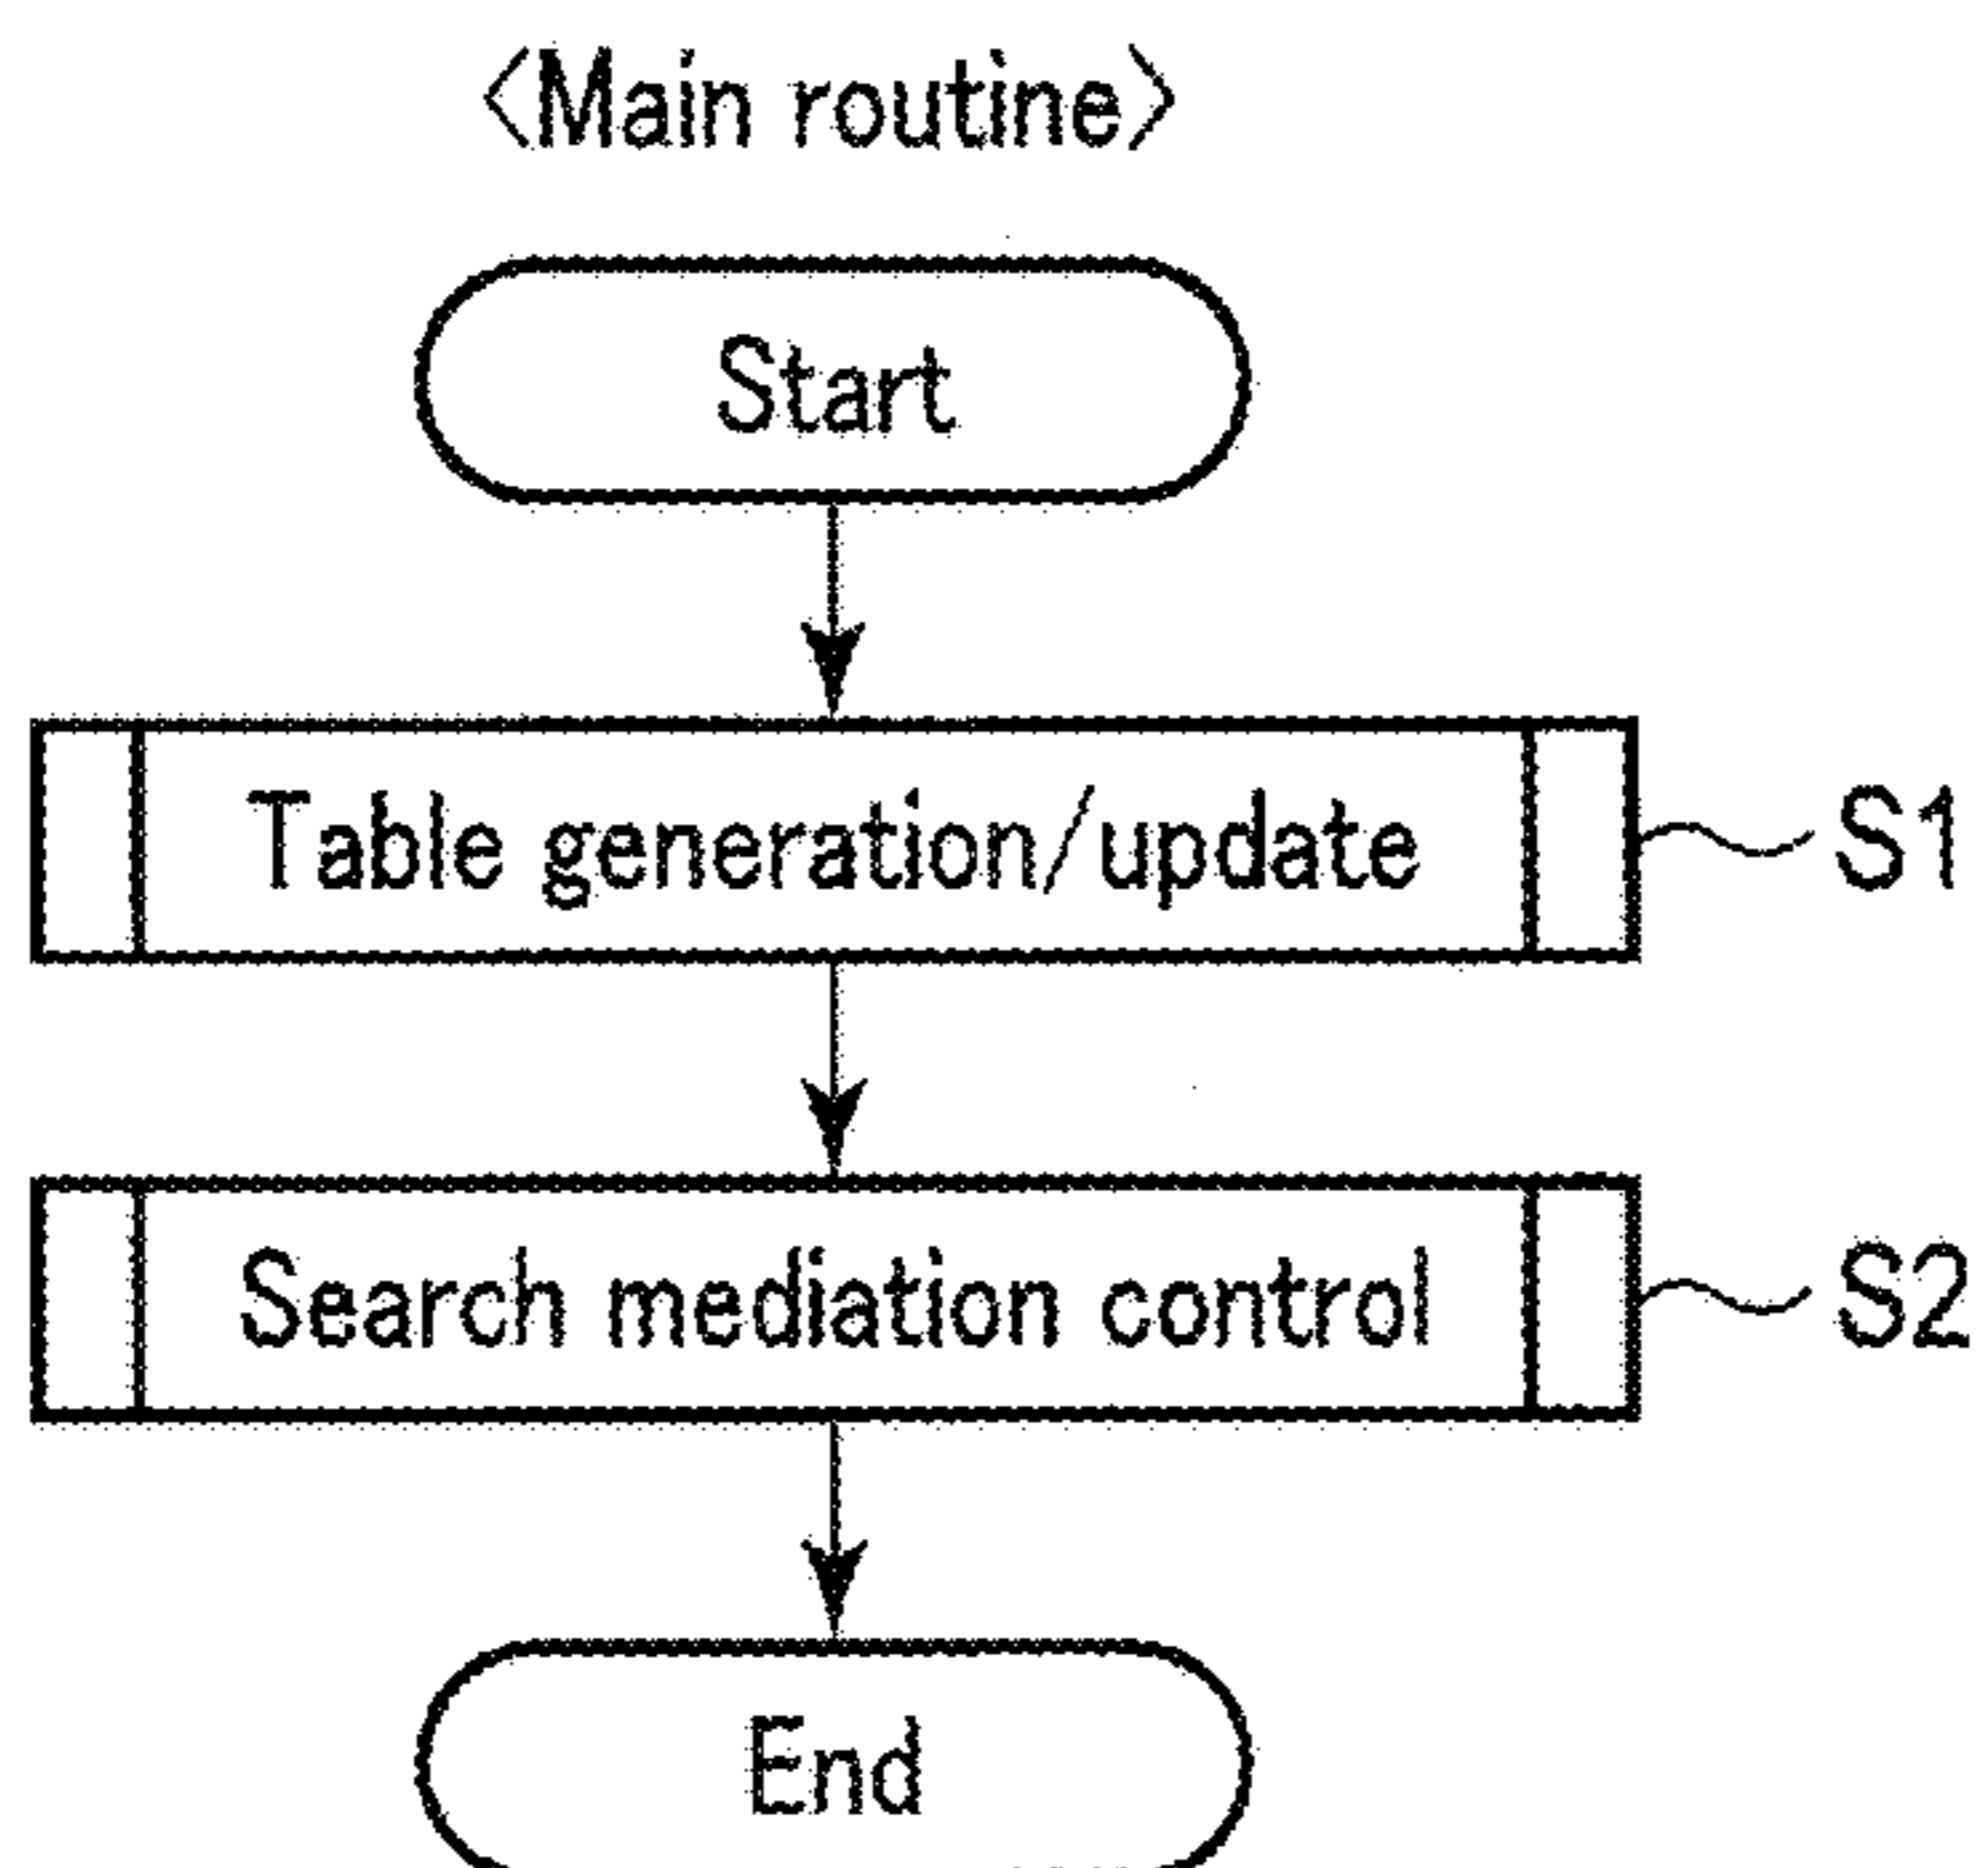 <Main routine>
Start
Table generation/update
S1
Search mediation control
S2
End